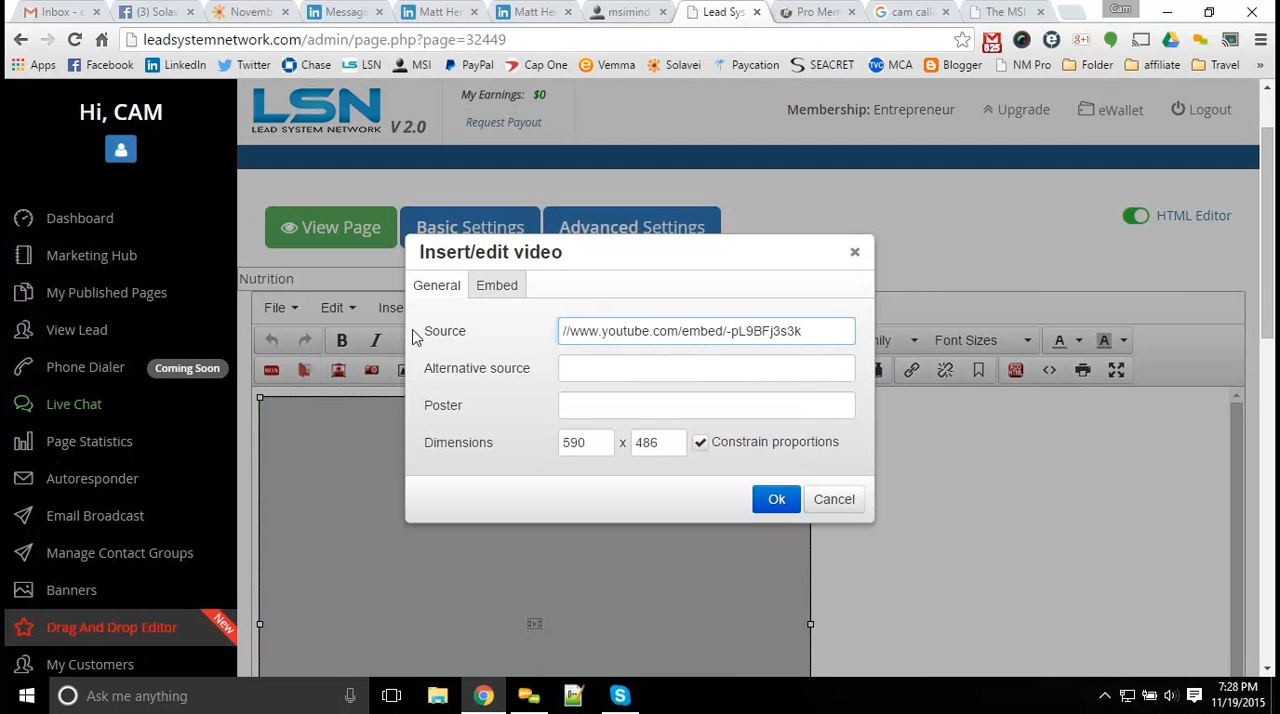 Inbox - c
(3) Solav
Novemb
Messagin
Matt He
Matt He
msimind
Lead Sys
Pro Mem
cam call
The MSI
Cam
leadsystemnetwork.com/admin/page.php?page=32449
825
Apps
Facebook
LinkedIn
Twitter
Chase
LSN
MSI
PayPal
Cap One
Vemma
Solavei
Paycation
SEACRET
MCA
Blogger
NM Pro
Folder
affiliate
Travel
»
Hi, CAM
LSN
LEAD SYSTEM NETWORK
V 2.0
My Earnings: $0
Request Payout
Membership: Entrepreneur
Upgrade
eWallet
Logout
View Page
Basic Settings
Advanced Settings
HTML Editor
Dashboard
Marketing Hub
My Published Pages
View Lead
Phone Dialer
Coming Soon
Live Chat
Page Statistics
Autoresponder
Email Broadcast
Manage Contact Groups
Banners
Drag And Drop Editor
New
My Customers
Nutrition
File
Edit
Inse
B
I
ily
Font Sizes
A
A
Insert/edit video
×
General
Embed
Source
//www.youtube.com/embed/-pL9BFj3s3k
Alternative source
Poster
Dimensions
590
x
486
Constrain proportions
Ok
Cancel
Ask me anything
7:28 PM
11/19/2015